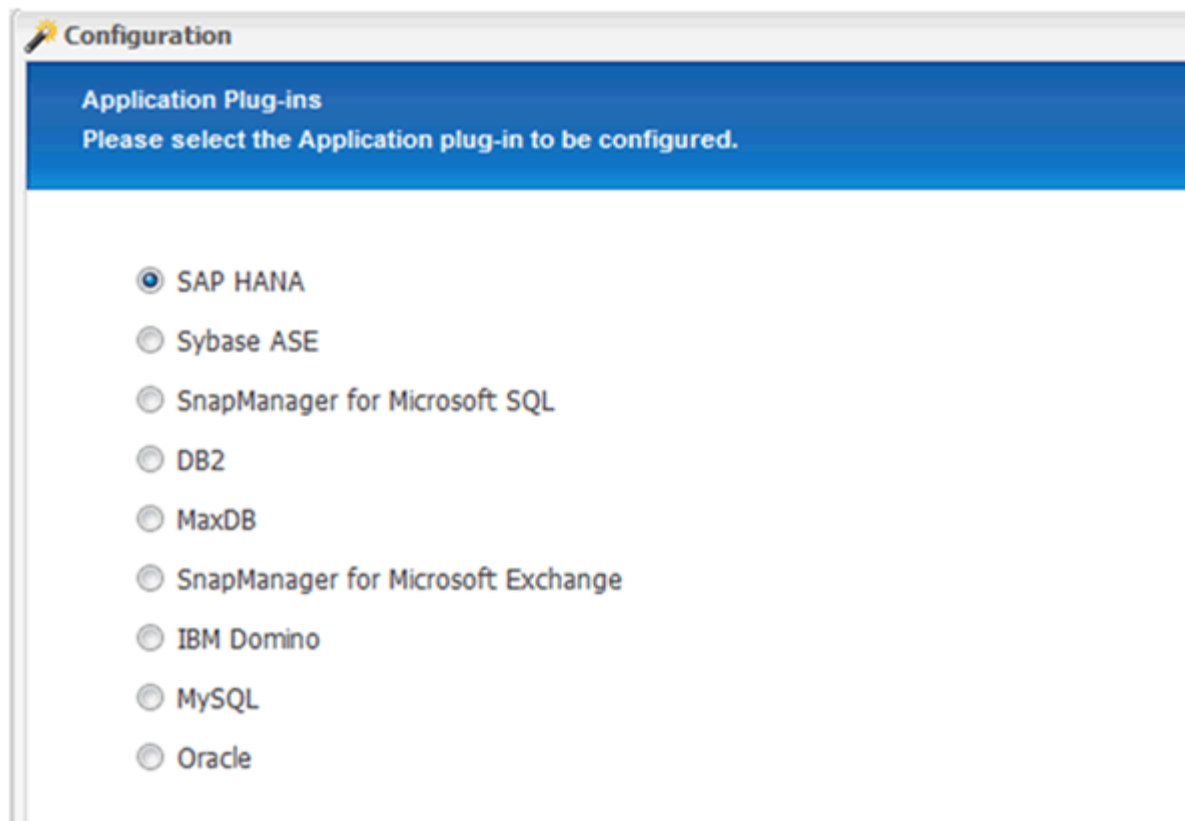 Configuration
Application Plug-ins
Please select the Application plug-in to be configured.
SAP HANA
Sybase ASE
SnapManager for Microsoft SQL
DB2
MaxDB
SnapManager for Microsoft Exchange
IBM Domino
MySQL
Oracle